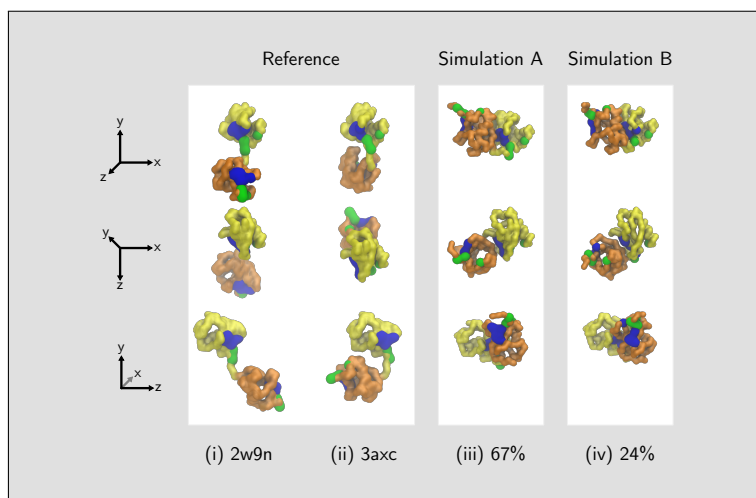 Reference Simulation A Simulation B
y
x
z
y
x
z
y
x
z
(i) 2w9n (ii) 3axc (iii) 67% (iv) 24%